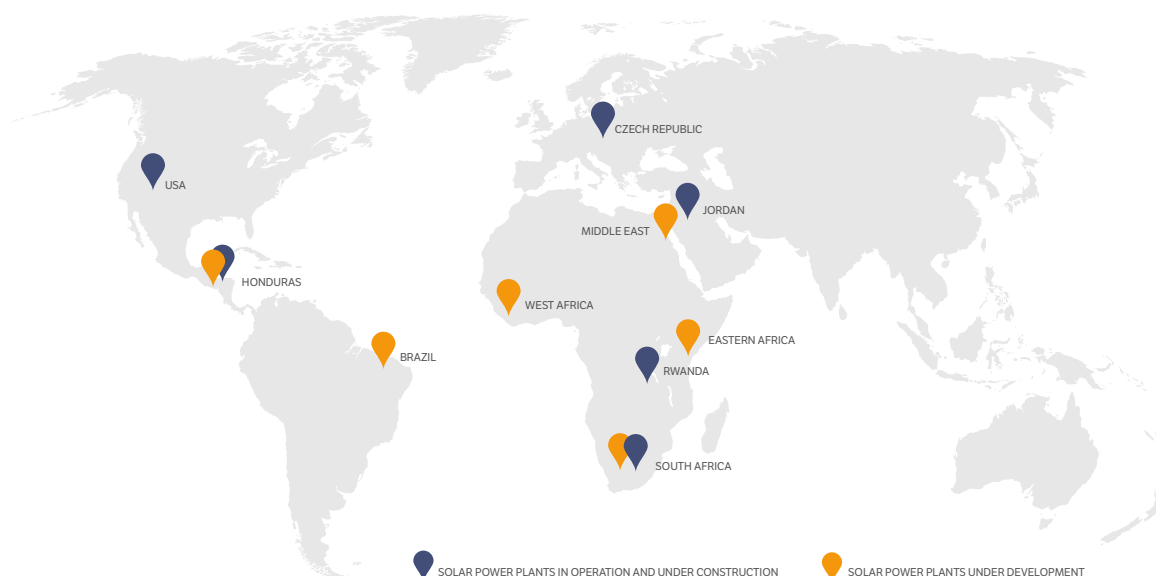 CZECH REPUBLIC
USA
JORDAN
MIDDLE EAST
HONDURAS
WEST AFRICA
EASTERN AFRICA
BRAZIL
RWANDA
SOUTH AFRICA
SOLAR POWER PLANTS IN OPERATION AND UNDER CONSTRUCTION
SOLAR POWER PLANTS UNDER DEVELOPMENT